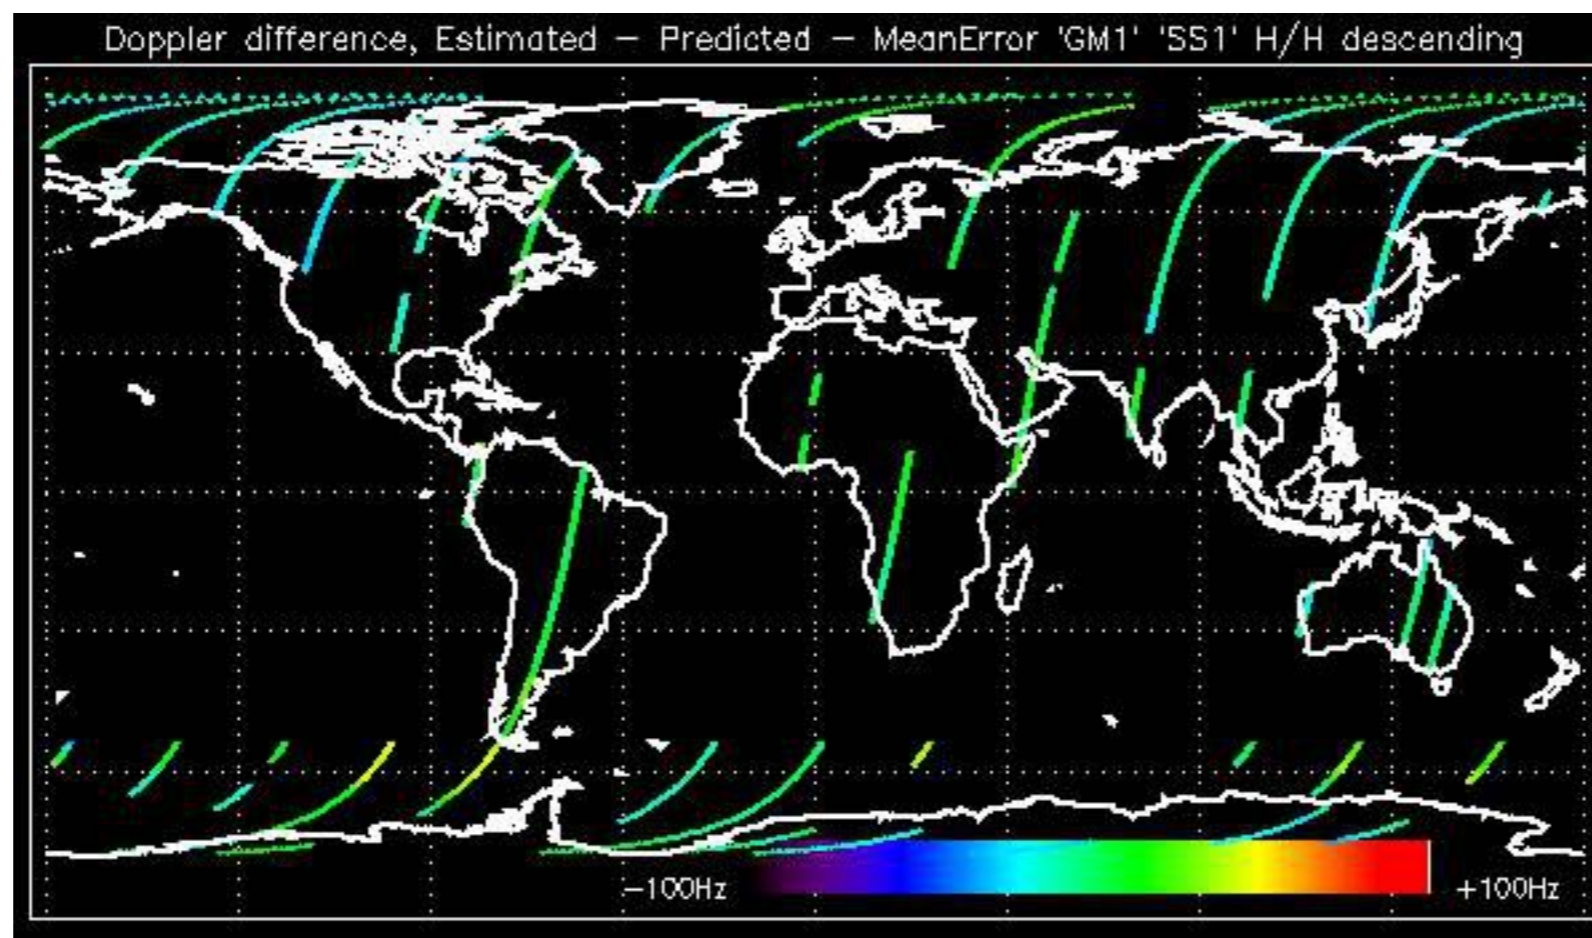 Doppler difference, Estimated – Predicted – MeanError 'GM1' 'SS1' H/H descending
–100Hz +100Hz